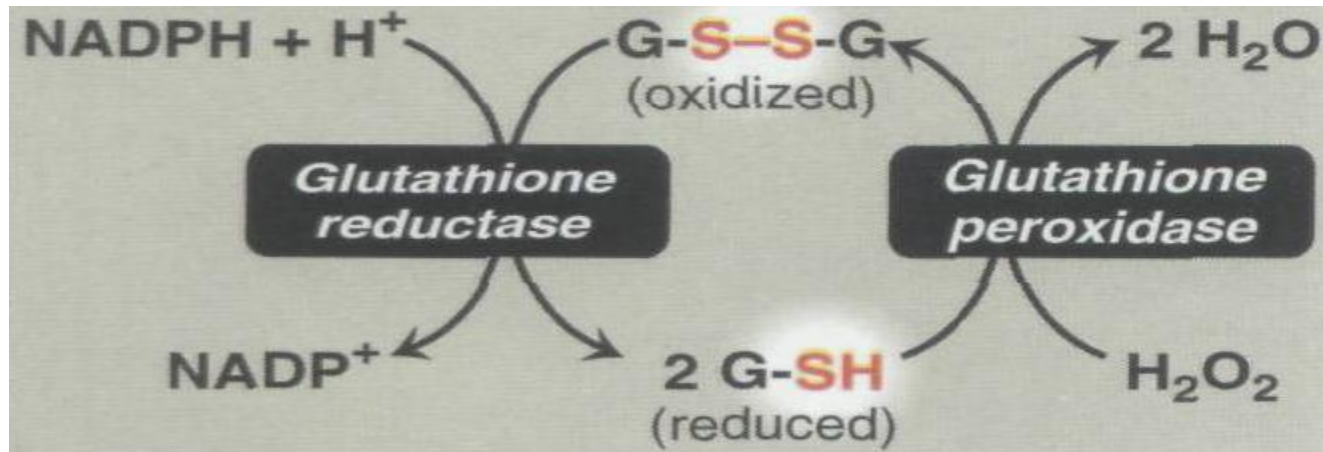 NADPH + H⁺ G-S–S-G 2 H₂O
(oxidized)
Glutathione Glutathione
reductase peroxidase
NADP⁺ 2 G-SH H₂O₂
(reduced)